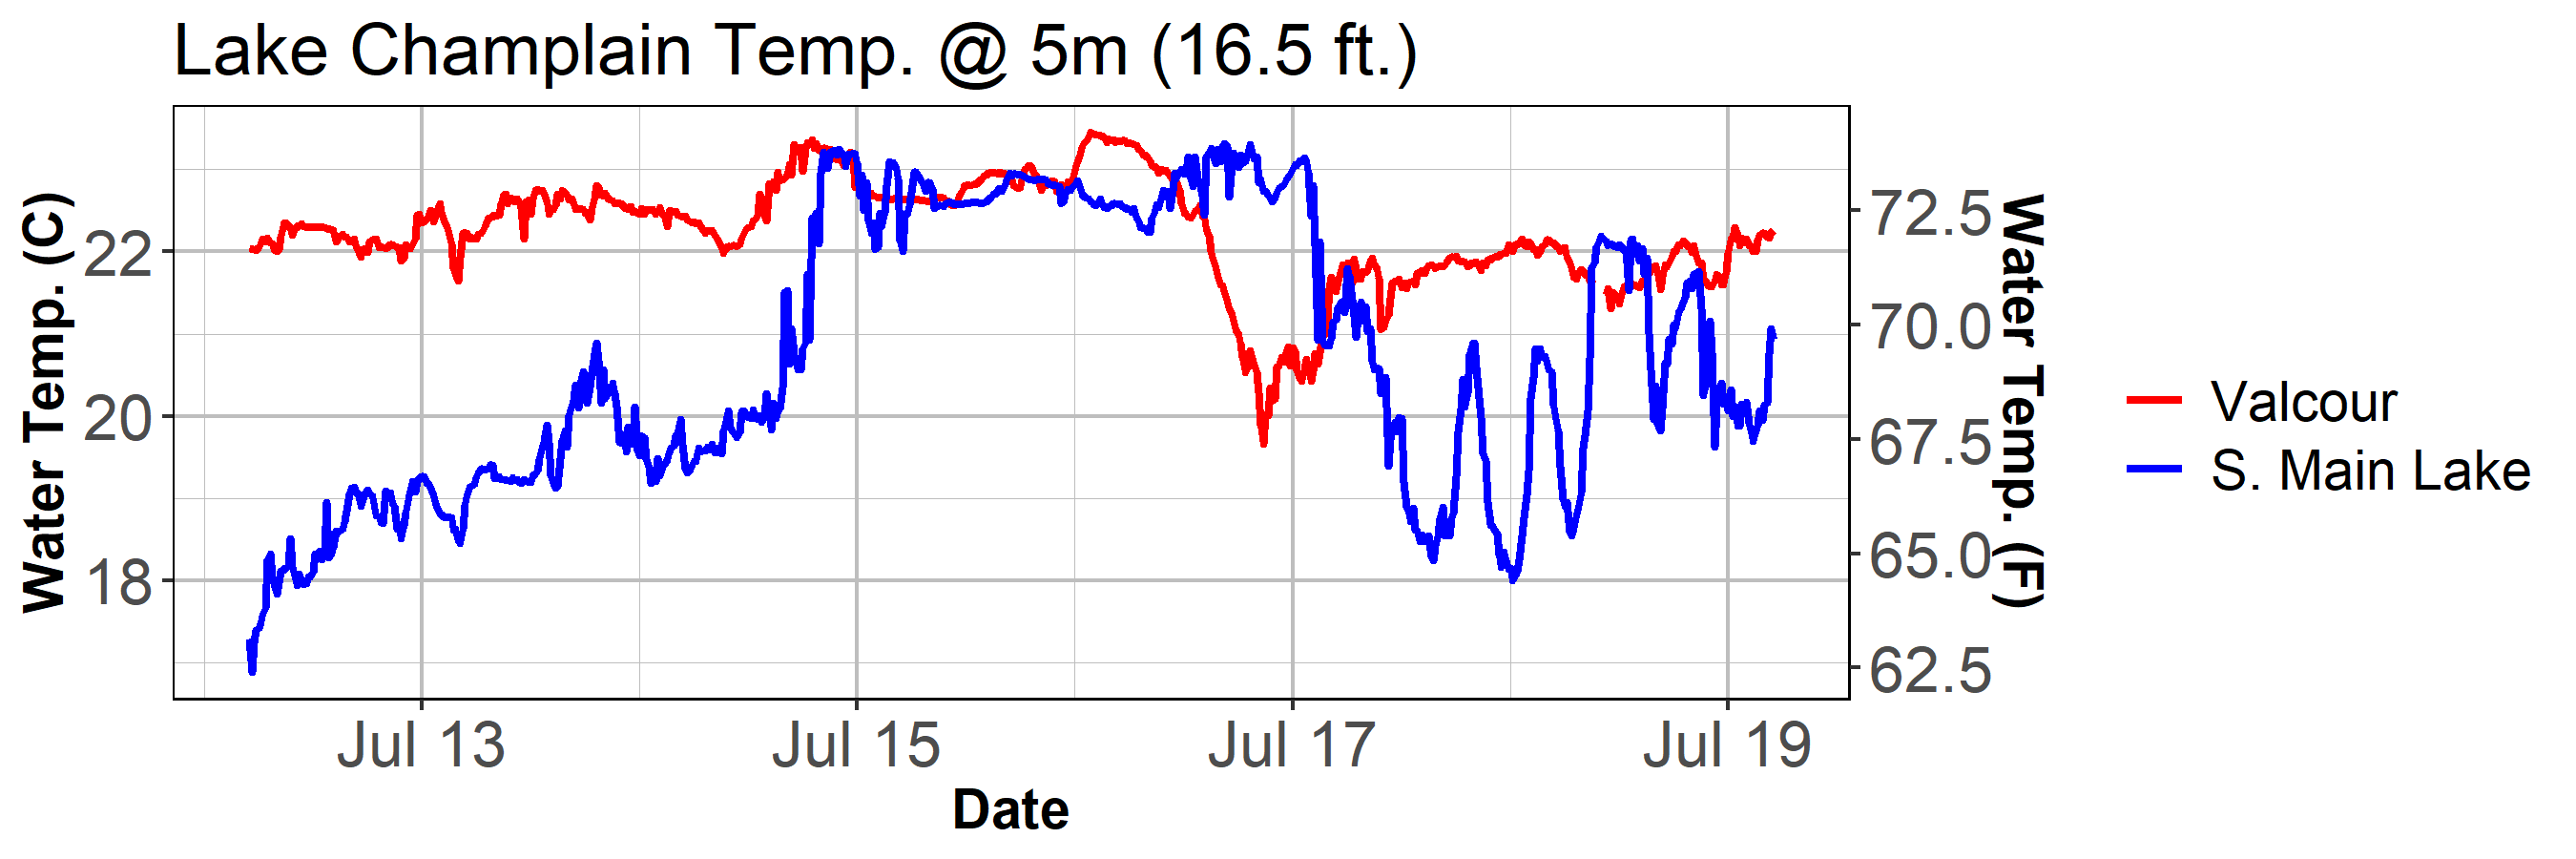 Lake Champlain Temp. @ 5m (16.5 ft.)
Water Temp. (C)
22
20
18
72.5
70.0
67.5
65.0
62.5
Water Temp. (F)
Jul 13 Jul 15 Jul 17 Jul 19
Date
Valcour
S. Main Lake